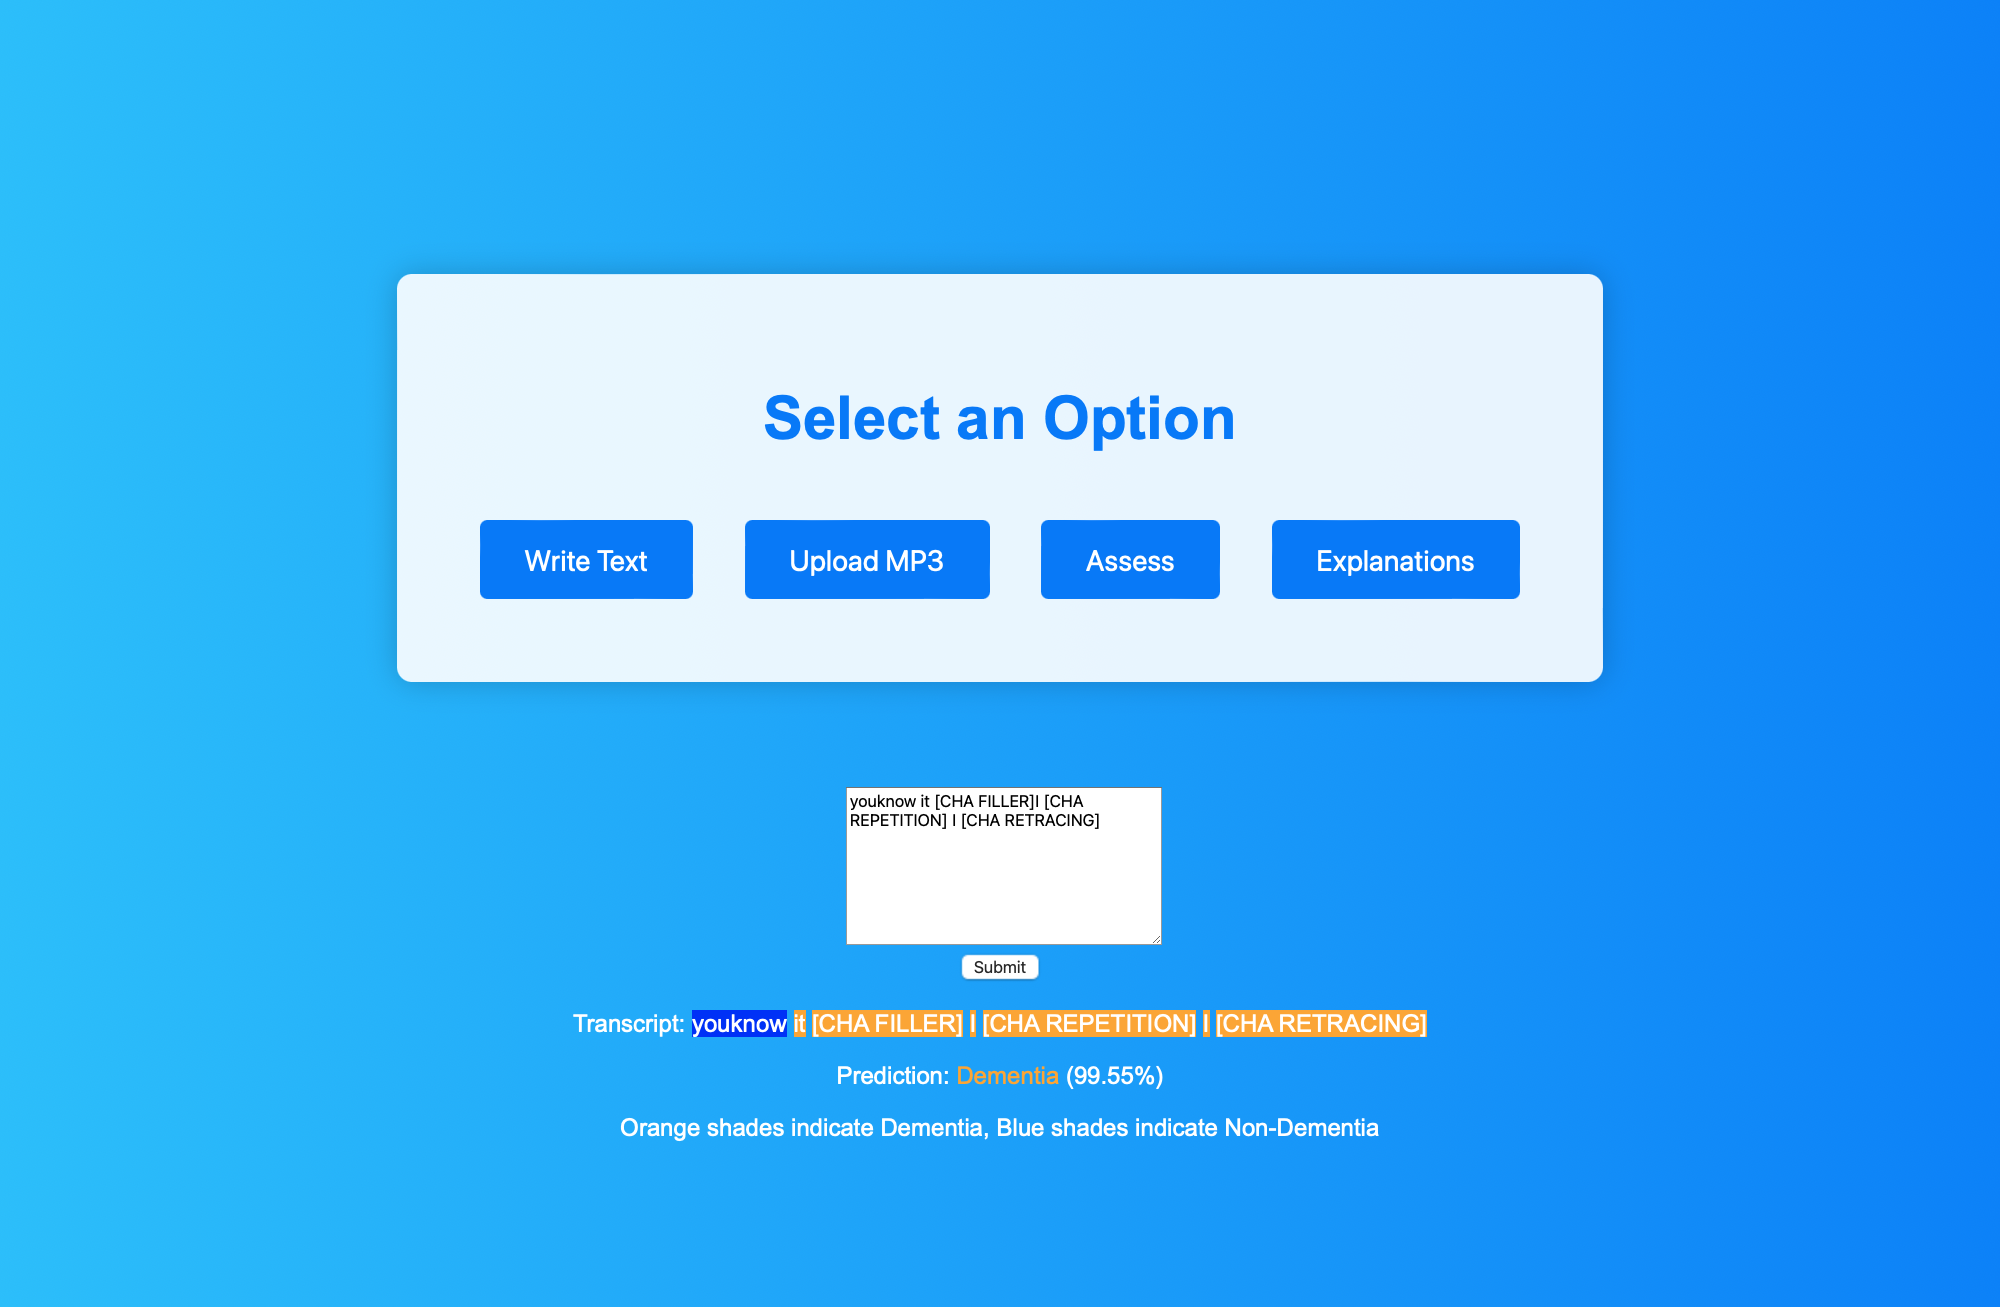 Select an Option
Write Text Upload MP3 Assess Explanations
youknow it [CHA FILLER]I [CHA
REPETITION] I [CHA RETRACING]
Submit
Transcript: youknow it [CHA FILLER] I [CHA REPETITION] I [CHA RETRACING]
Prediction: Dementia (99.55%)
Orange shades indicate Dementia, Blue shades indicate Non-Dementia